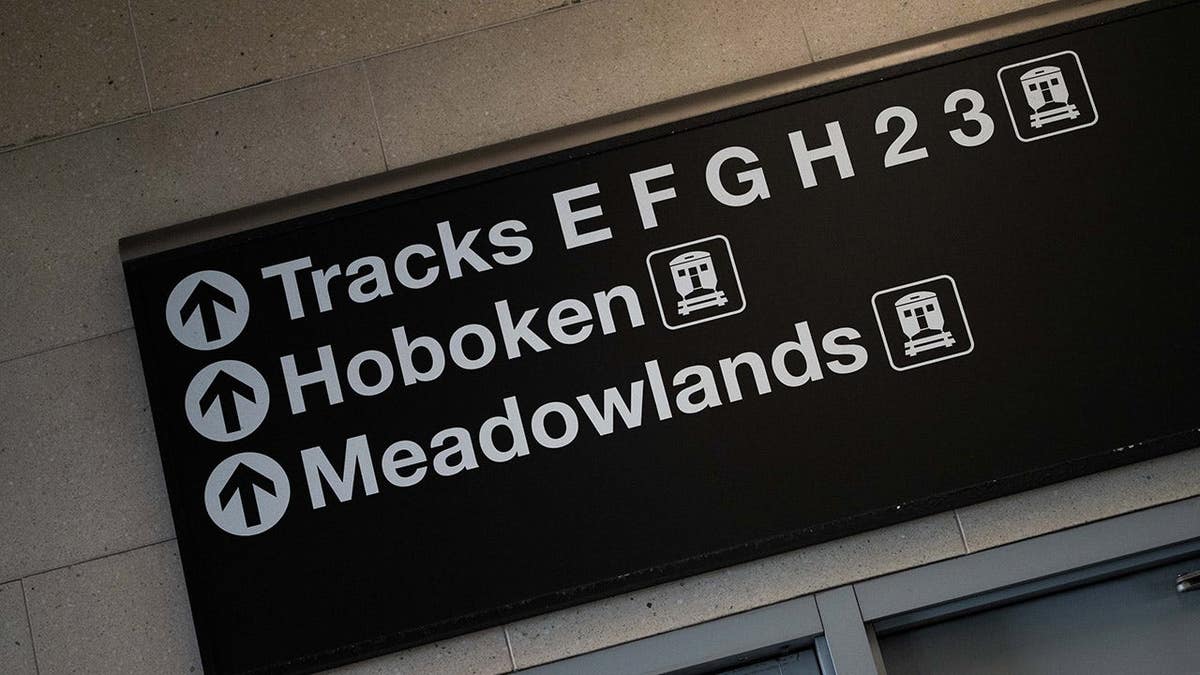 Tracks E F G H 2 3
Hoboken
Meadowlands